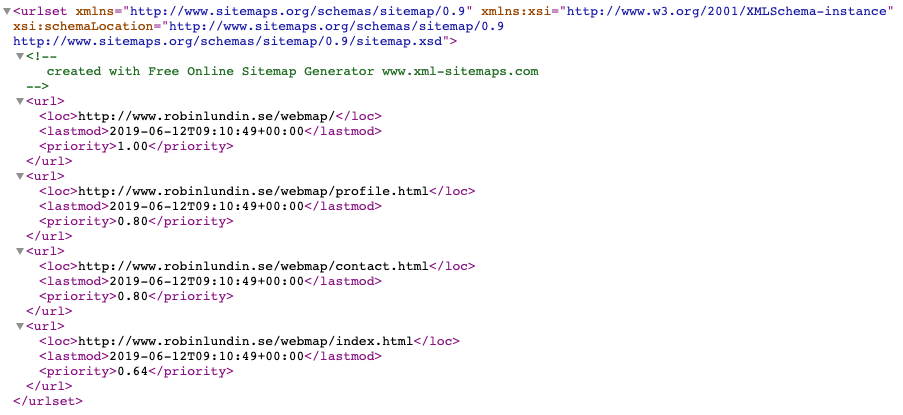 <urlset xmlns="http://www.sitemaps.org/schemas/sitemap/0.9" xmlns:xsi="http://www.w3.org/2001/XMLSchema-instance"
xsi:schemaLocation="http://www.sitemaps.org/schemas/sitemap/0.9
http://www.sitemaps.org/schemas/sitemap/0.9/sitemap.xsd">
<!--
created with Free Online Sitemap Generator www.xml-sitemaps.com
-->
<url>
<loc>http://www.robinlundin.se/webmap/</loc>
<lastmod>2019-06-12T09:10:49+00:00</lastmod>
<priority>1.00</priority>
</url>
<url>
<loc>http://www.robinlundin.se/webmap/profile.html</loc>
<lastmod>2019-06-12T09:10:49+00:00</lastmod>
<priority>0.80</priority>
</url>
<url>
<loc>http://www.robinlundin.se/webmap/contact.html</loc>
<lastmod>2019-06-12T09:10:49+00:00</lastmod>
<priority>0.80</priority>
</url>
<url>
<loc>http://www.robinlundin.se/webmap/index.html</loc>
<lastmod>2019-06-12T09:10:49+00:00</lastmod>
<priority>0.64</priority>
</url>
</urlset>